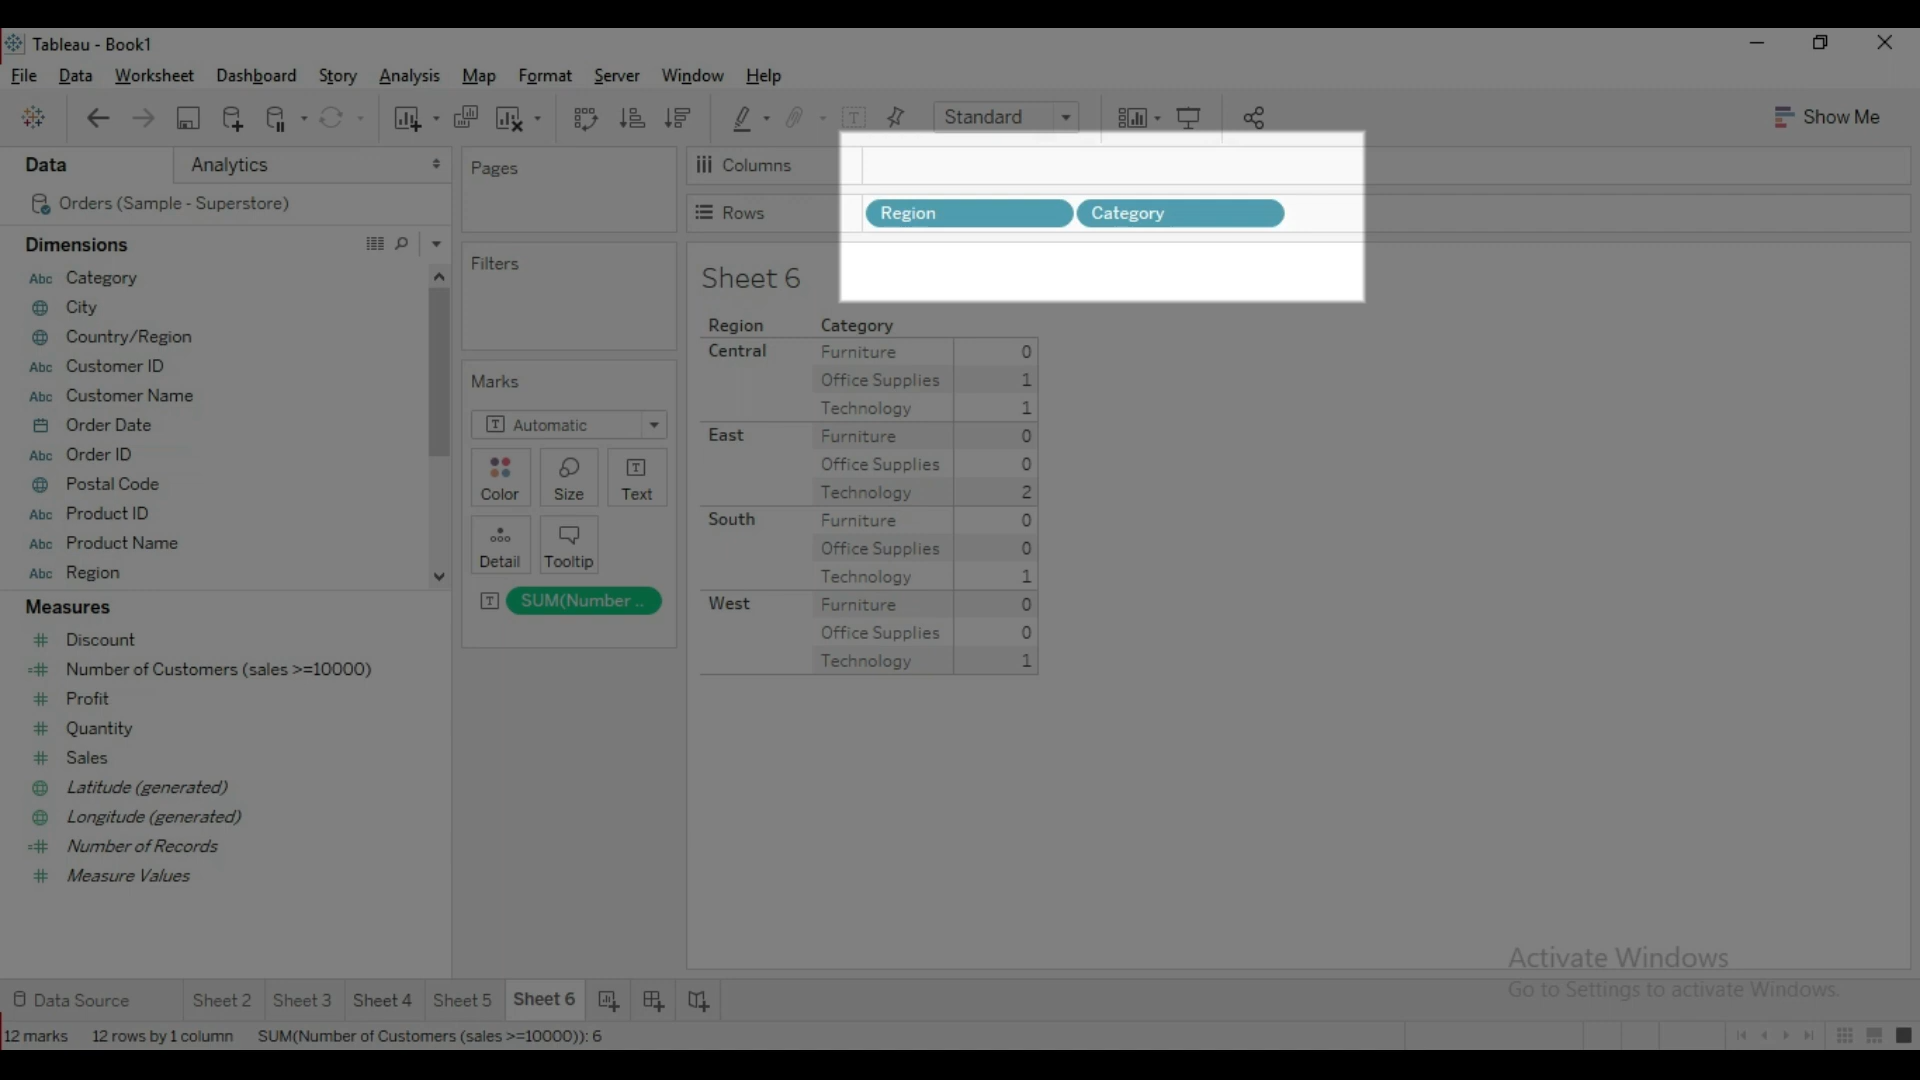 Tableau - Book1
File Data Worksheet Dashboard Story Analysis Map Format Server Window Help
Standard
Show Me
Data
Analytics
Orders (Sample - Superstore)
Dimensions
Abc Category
City
Country/Region
Abc Customer ID
Abc Customer Name
Order Date
Abc Order ID
Postal Code
Abc Product ID
Abc Product Name
Abc Region
Measures
Discount
Number of Customers (sales >=10000)
Profit
Quantity
Sales
Latitude (generated)
Longitude (generated)
Number of Records
Measure Values
Pages
Filters
Marks
T Automatic
Color Size Text
Detail Tooltip
SUM(Number ..
Columns
Rows Region Category
Sheet 6
Region Category
Central Furniture 0
Office Supplies 1
Technology 1
East Furniture 0
Office Supplies 0
Technology 2
South Furniture 0
Office Supplies 0
Technology 1
West Furniture 0
Office Supplies 0
Technology 1
Activate Windows
Go to Settings to activate Windows.
Data Source Sheet 2 Sheet 3 Sheet 4 Sheet 5 Sheet 6
12 marks 12 rows by 1 column SUM(Number of Customers (sales >=10000)): 6